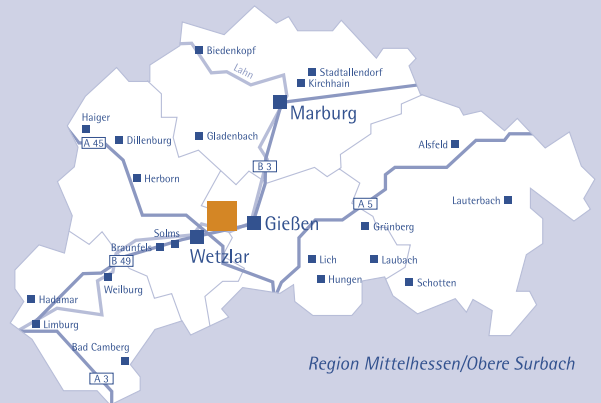 Biedenkopf
Lahn
Stadtallendorf
Kirchhain
Marburg
Haiger
A 45
Dillenburg
Gladenbach
Alsfeld
B 3
Herborn
Lauterbach
A 5
Gießen
Grünberg
Solms
Braunfels
Wetzlar
B 49
Lich
Laubach
Weilburg
Hungen
Schotten
Hadamar
Limburg
Bad Camberg
Region Mittelhessen/Obere Surbach
A 3